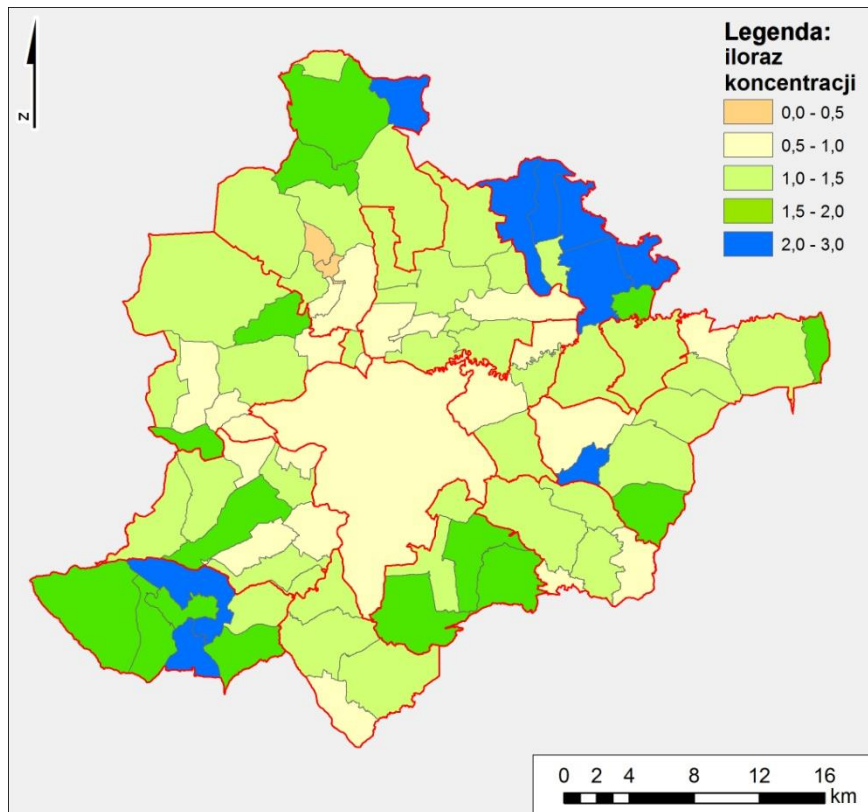 Legenda:
iloraz
koncentracji
0,0 - 0,5
0,5 - 1,0
1,0 - 1,5
1,5 - 2,0
2,0 - 3,0
N
0 2 4 8 12 16
km